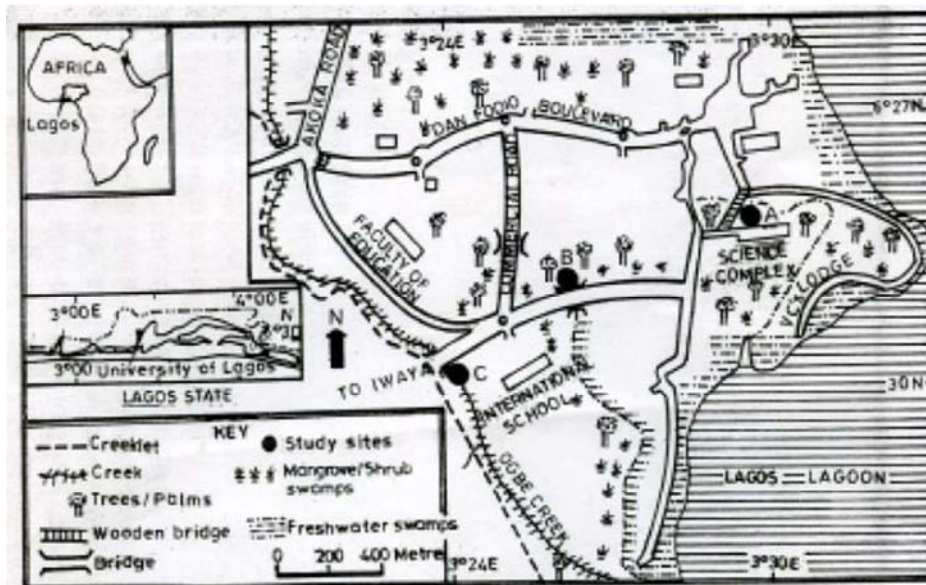 AFRICA
Lagos
3°24E
3°30E
6°27N
AKOKA ROAD
DAN FODIO BOULEVARD
COMMERCIAL ROAD
FACULTY OF
EDUCATION
A
B
C
SCIENCE
COMPLEX
V C'S LODGE
3°00E
4°00E
N
3°00
University of Lagos
LAGOS STATE
N
TO IWAYA
INTERNATIONAL
SCHOOL
OGBE CREEK
30N
LAGOS LAGOON
3°24E
3°30E
KEY
Creeklet
Creek
Trees/Palms
Wooden bridge
Bridge
Study sites
Mangrove/Shrub
swamps
Freshwater swamps
0 200 400 Metre